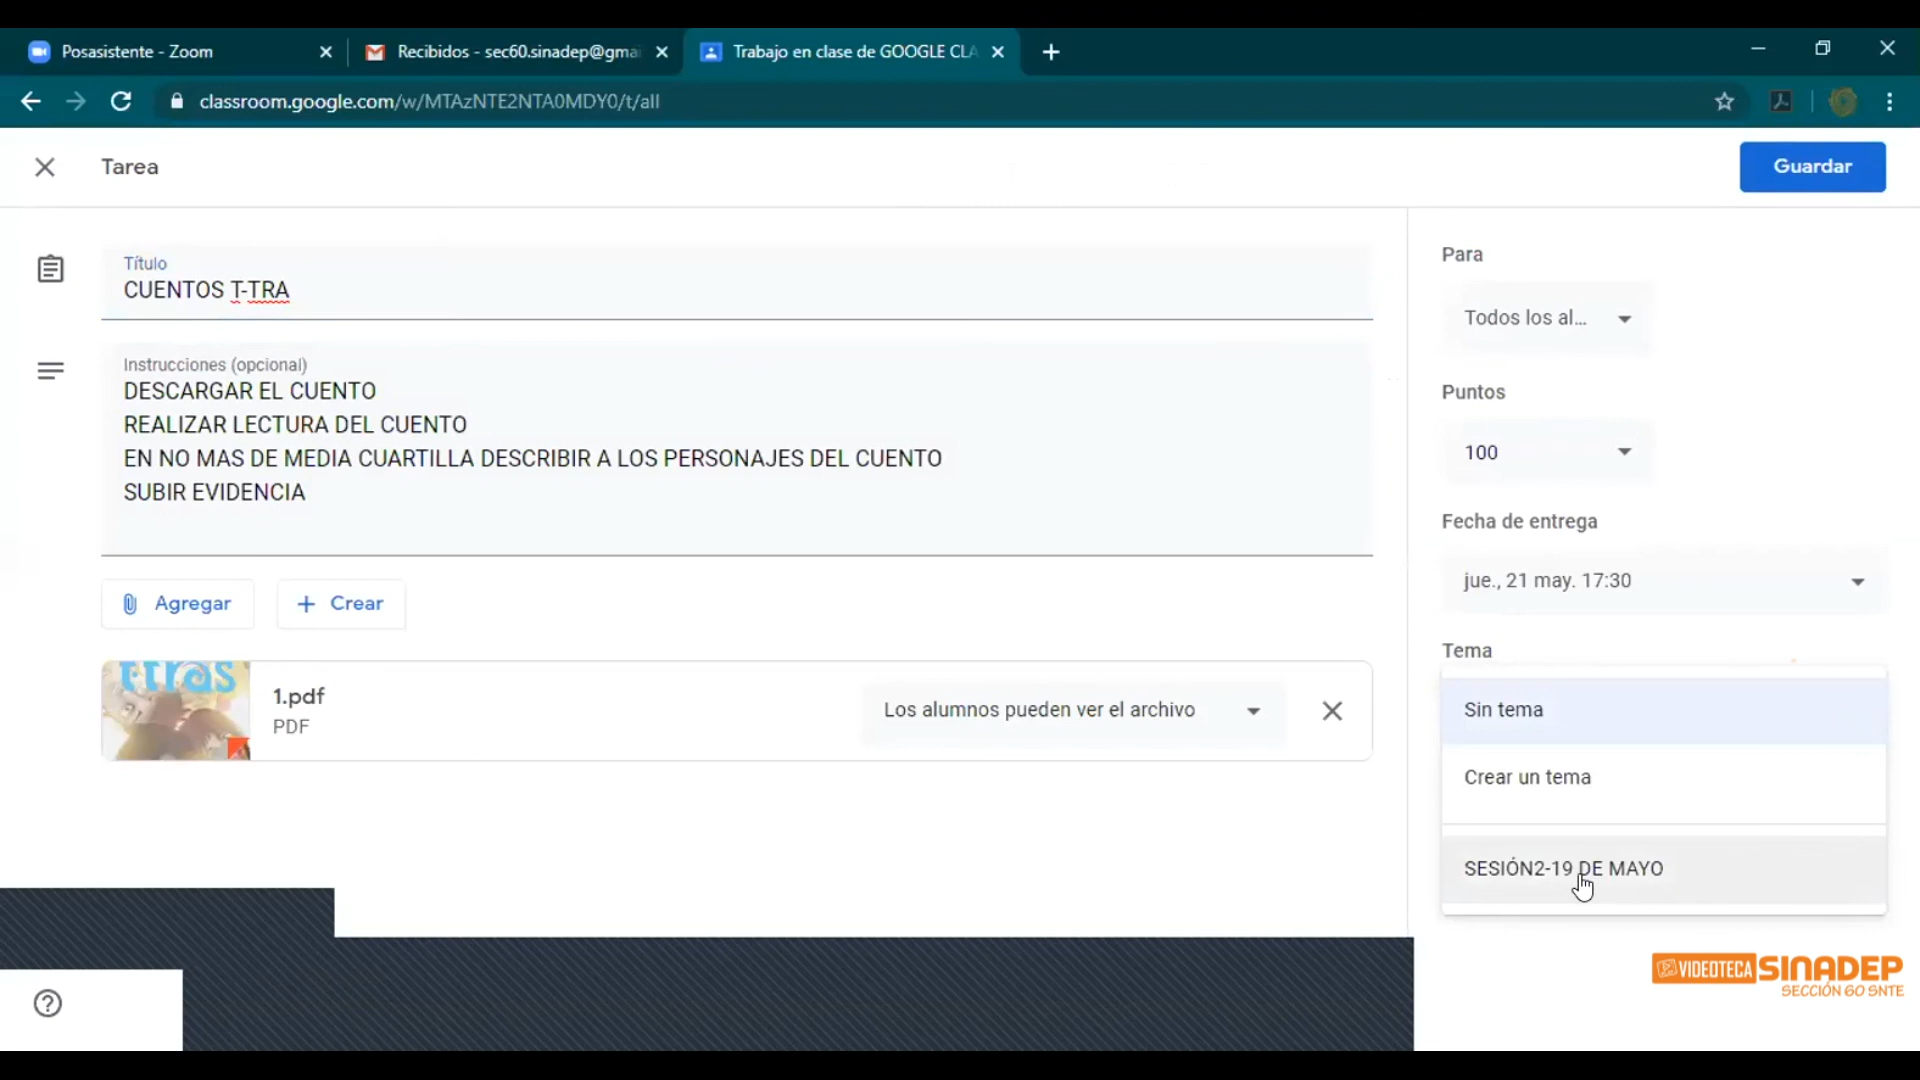 Posasistente - Zoom
Recibidos - sec60.sinadep@gmai
Trabajo en clase de GOOGLE CLA
classroom.google.com/w/MTAzNTE2NTA0MDY0/t/all
Tarea
Guardar
Título
CUENTOS T-TRA
Instrucciones (opcional)
DESCARGAR EL CUENTO
REALIZAR LECTURA DEL CUENTO
EN NO MAS DE MEDIA CUARTILLA DESCRIBIR A LOS PERSONAJES DEL CUENTO
SUBIR EVIDENCIA
Agregar
Crear
ttras
1.pdf
PDF
Los alumnos pueden ver el archivo
Para
Todos los al...
Puntos
100
Fecha de entrega
jue., 21 may. 17:30
Tema
Sin tema
Crear un tema
SESIÓN2-19 DE MAYO
VIDEOTECA SINADEP
SECCIÓN 60 SNTE